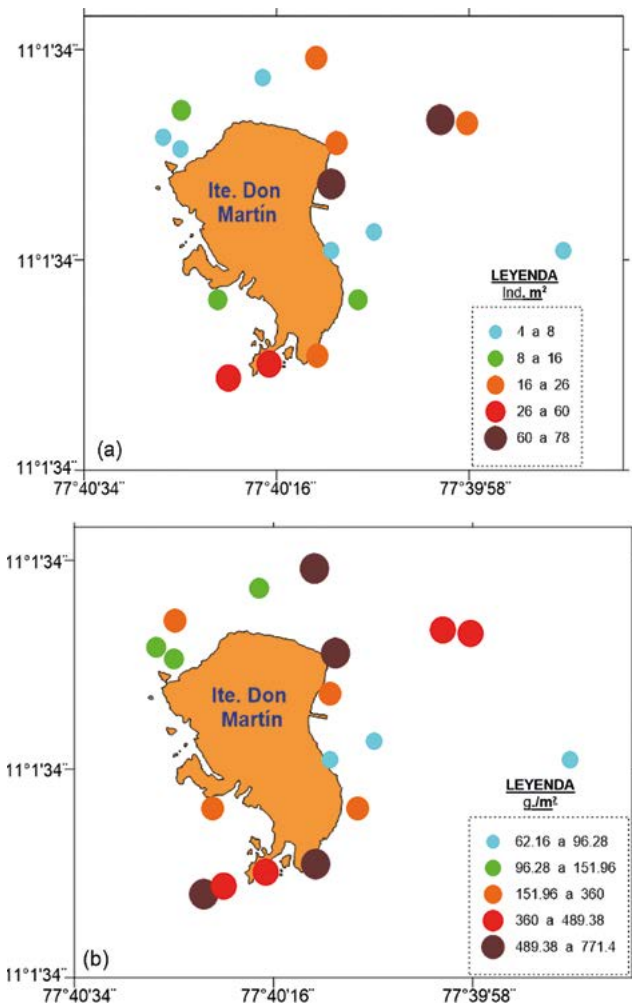 11°1'34¨
Ite. Don
Martín
11°1'34¨
LEYENDA
Ind. m²
4 a 8
8 a 16
16 a 26
26 a 60
60 a 78
(a)
11°1'34¨
77°40'34¨ 77°40'16¨ 77°39'58¨
11°1'34¨
Ite. Don
Martín
11°1'34¨
LEYENDA
g./m²
62.16 a 96.28
96.28 a 151.96
151.96 a 360
360 a 489.38
489.38 a 771.4
(b)
11°1'34¨
77°40'34¨ 77°40'16¨ 77°39'58¨